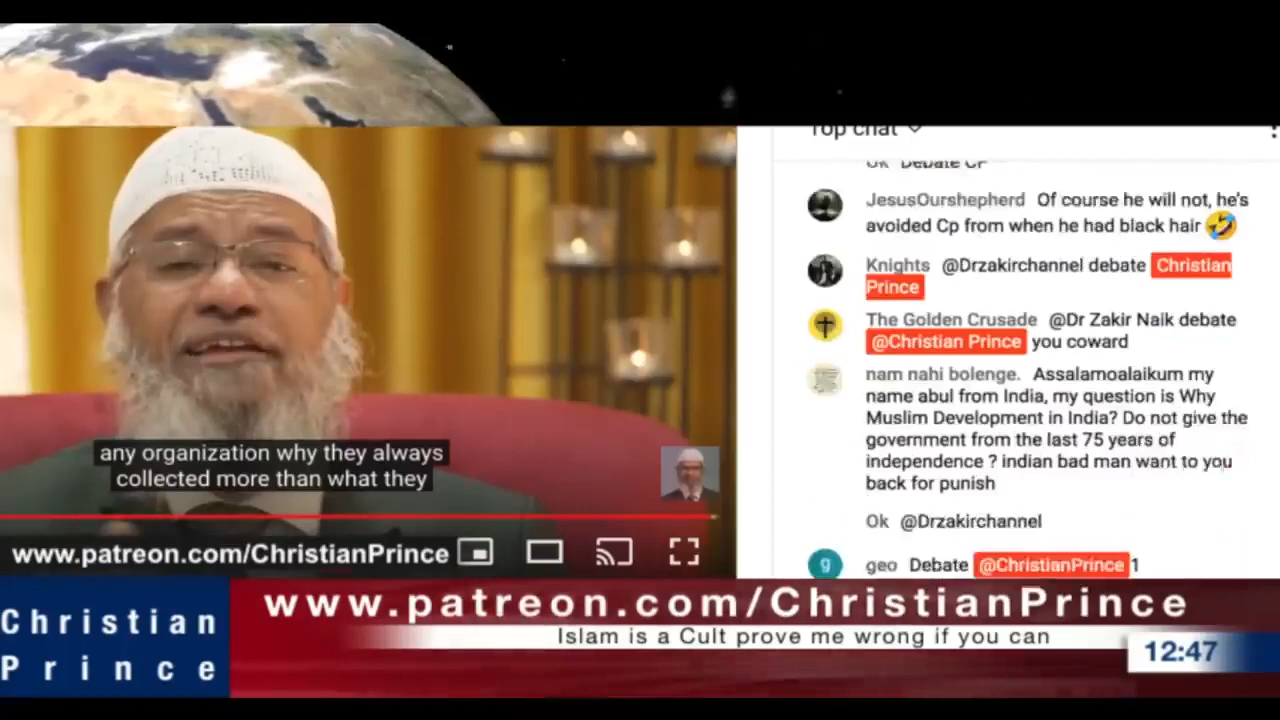 Top chat
Ok Debate CP
JesusOurshepherd Of course he will not, he's
avoided Cp from when he had black hair 🤣
Knights @Drzakirchannel debate Christian
Prince
The Golden Crusade @Dr Zakir Naik debate
@Christian Prince you coward
nam nahi bolenge. Assalamoalaikum my
name abul from India, my question is Why
Muslim Development in India? Do not give the
government from the last 75 years of
independence ? indian bad man want to you
back for punish
Ok @Drzakirchannel
g geo Debate @ChristianPrince 1
any organization why they always
collected more than what they
www.patreon.com/ChristianPrince
Christian
Prince
www.patreon.com/ChristianPrince
Islam is a Cult prove me wrong if you can
12:47